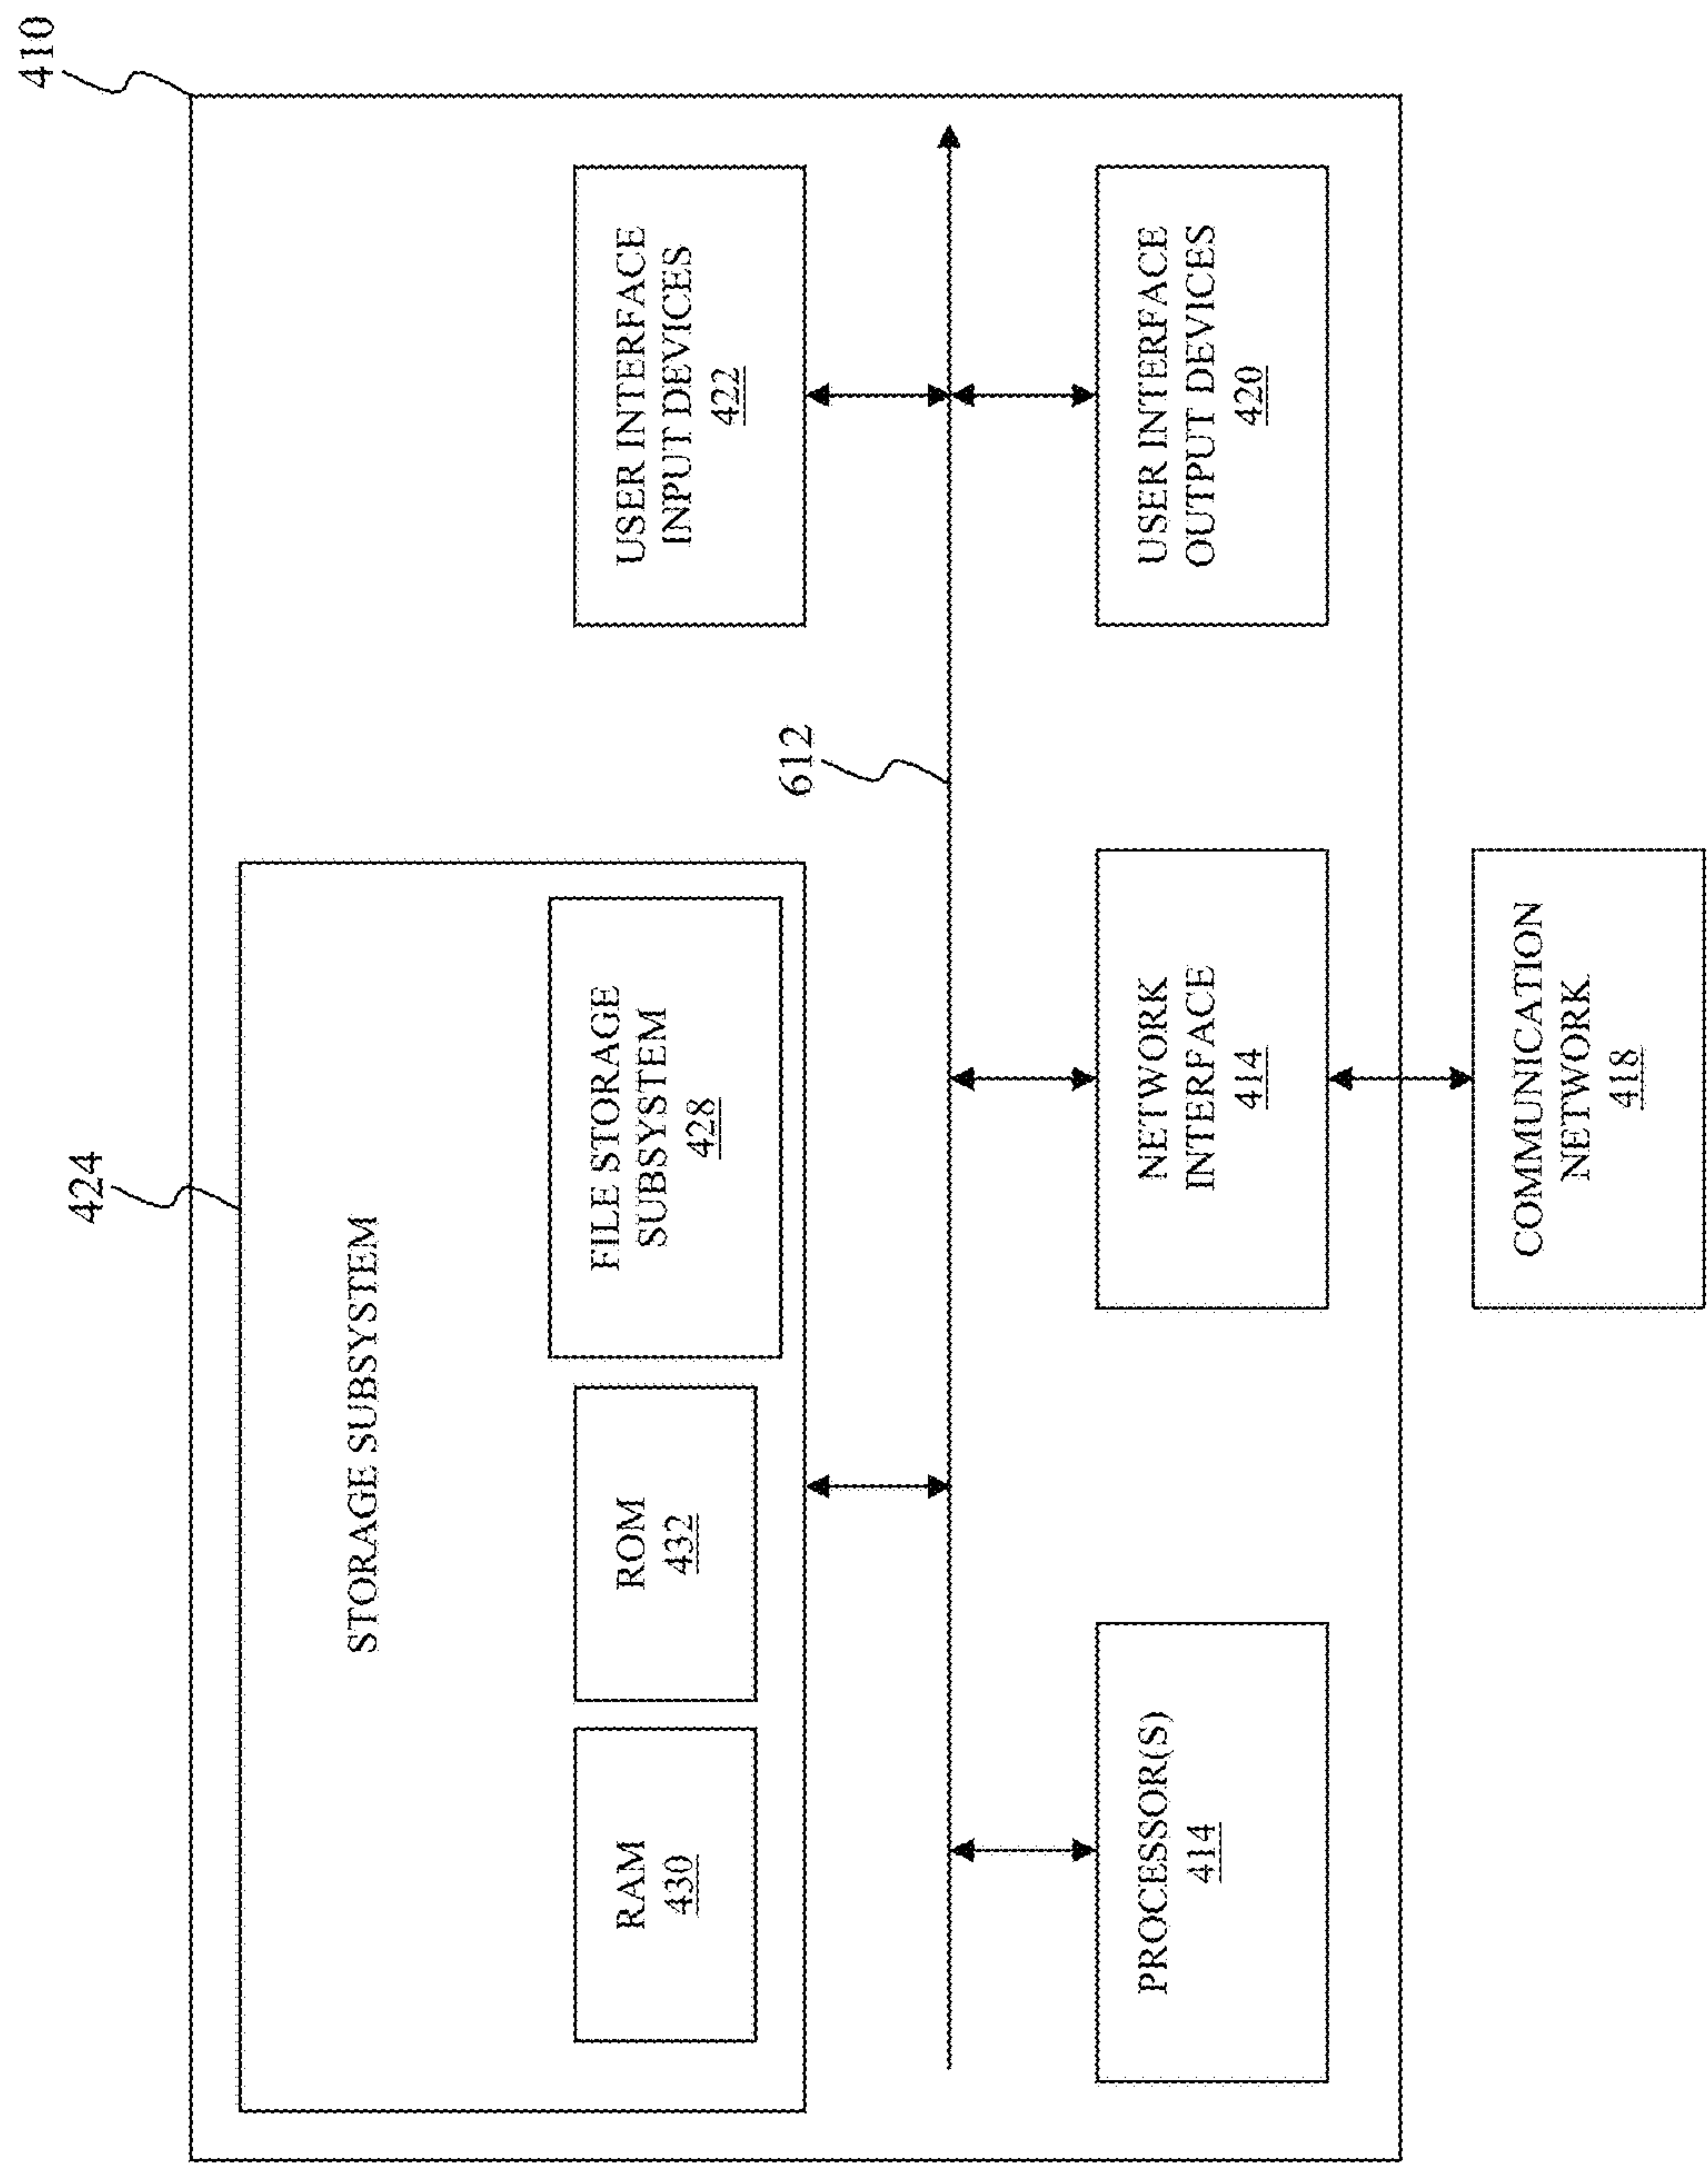 410
424
STORAGE SUBSYSTEM
RAM
430
ROM
432
FILE STORAGE
SUBSYSTEM
428
USER INTERFACE
INPUT DEVICES
422
612
PROCESSOR(S)
414
NETWORK
INTERFACE
414
USER INTERFACE
OUTPUT DEVICES
420
COMMUNICATION
NETWORK
418